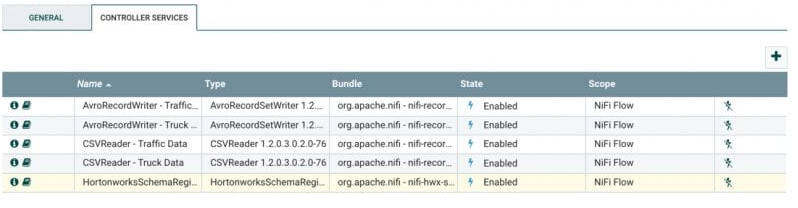 GENERAL CONTROLLER SERVICES
Name Type Bundle State Scope
AvroRecordWriter - Traffic... AvroRecordSetWriter 1.2.... org.apache.nifi - nifi-recor... Enabled NiFi Flow
AvroRecordWriter - Truck ... AvroRecordSetWriter 1.2... org.apache.nifi - nifi-recor... Enabled NiFi Flow
CSVReader - Traffic Data CSVReader 1.2.0.3.0.2.0-76 org.apache.nifi - nifi-recor... Enabled NiFi Flow
CSVReader - Truck Data CSVReader 1.2.0.3.0.2.0-76 org.apache.nifi - nifi-recor... Enabled NiFi Flow
HortonworksSchemaRegi... HortonworksSchemaRegi... org.apache.nifi - nifi-hwx-s... Enabled NiFi Flow